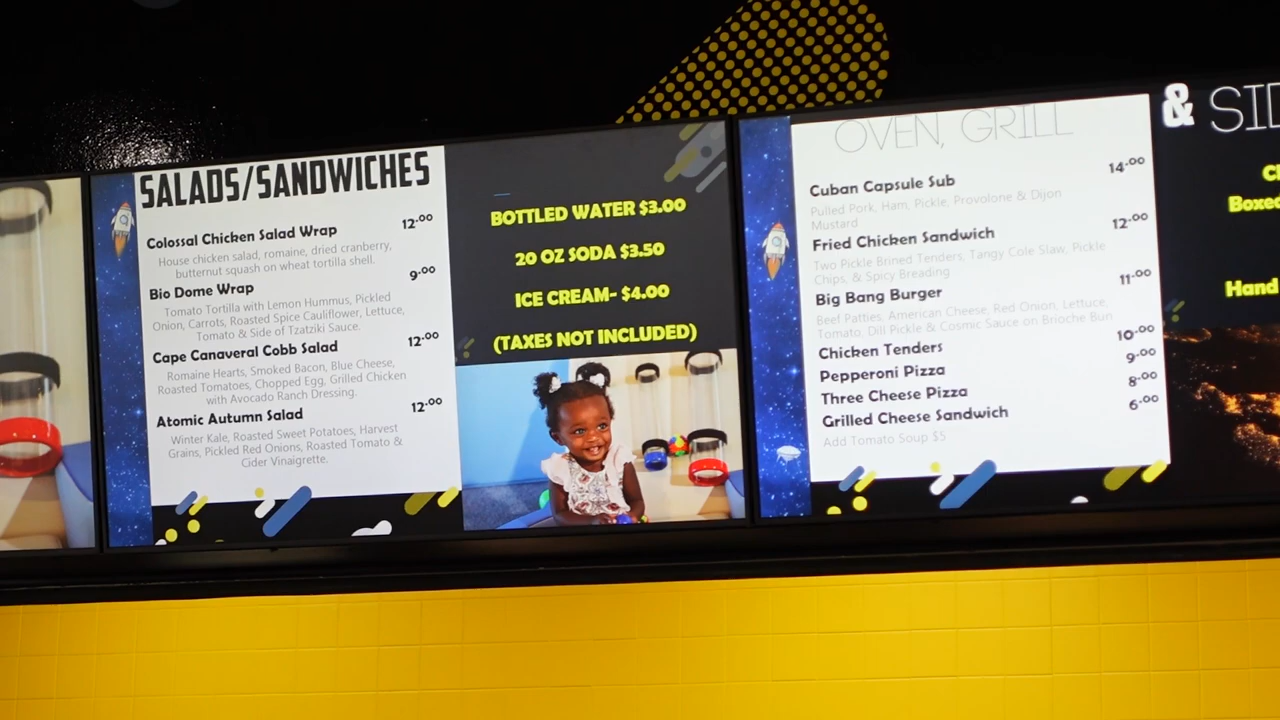 SALADS/SANDWICHES
Colossal Chicken Salad Wrap 12.00
House chicken salad, romaine, dried cranberry,
butternut squash on wheat tortilla shell.
Bio Dome Wrap 9.00
Tomato Tortilla with Lemon Hummus, Pickled
Onion, Carrots, Roasted Spice Cauliflower, Lettuce,
Tomato & Side of Tzatziki Sauce.
Cape Canaveral Cobb Salad 12.00
Romaine Hearts, Smoked Bacon, Blue Cheese,
Roasted Tomatoes, Chopped Egg, Grilled Chicken
with Avocado Ranch Dressing.
Atomic Autumn Salad 12.00
Winter Kale, Roasted Sweet Potatoes, Harvest
Grains, Pickled Red Onions, Roasted Tomato &
Cider Vinaigrette.
BOTTLED WATER $3.00
20 OZ SODA $3.50
ICE CREAM- $4.00
(TAXES NOT INCLUDED)
OVEN, GRILL
Cuban Capsule Sub 14.00
Pulled Pork, Ham, Pickle, Provolone & Dijon
Mustard
Fried Chicken Sandwich 12.00
Two Pickle Brined Tenders, Tangy Cole Slaw, Pickle
Chips, & Spicy Breading
Big Bang Burger 11.00
Beef Patties, American Cheese, Red Onion, Lettuce,
Tomato, Dill Pickle & Cosmic Sauce on Brioche Bun
Chicken Tenders 10.00
Pepperoni Pizza 9.00
Three Cheese Pizza 8.00
Grilled Cheese Sandwich 6.00
Add Tomato Soup $5
&
Boxed
Hand